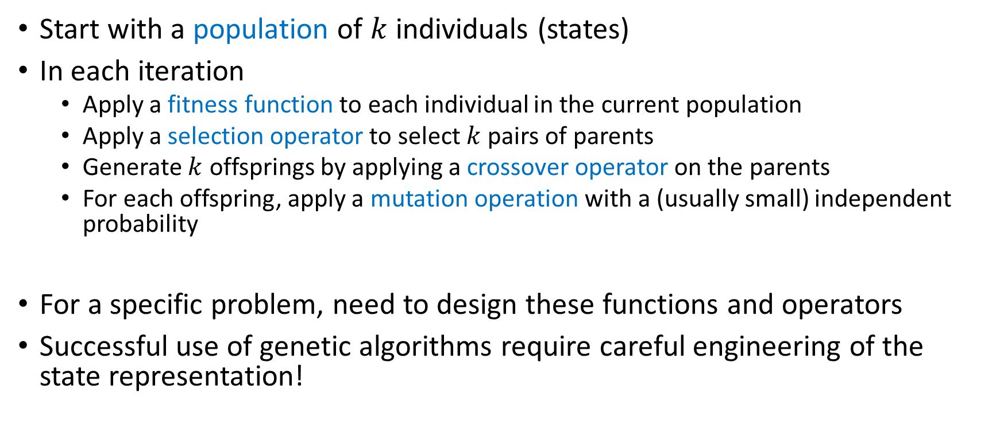 • Start with a population of k individuals (states)
• In each iteration
• Apply a fitness function to each individual in the current population
• Apply a selection operator to select k pairs of parents
• Generate k offsprings by applying a crossover operator on the parents
• For each offspring, apply a mutation operation with a (usually small) independent
probability
• For a specific problem, need to design these functions and operators
• Successful use of genetic algorithms require careful engineering of the
state representation!